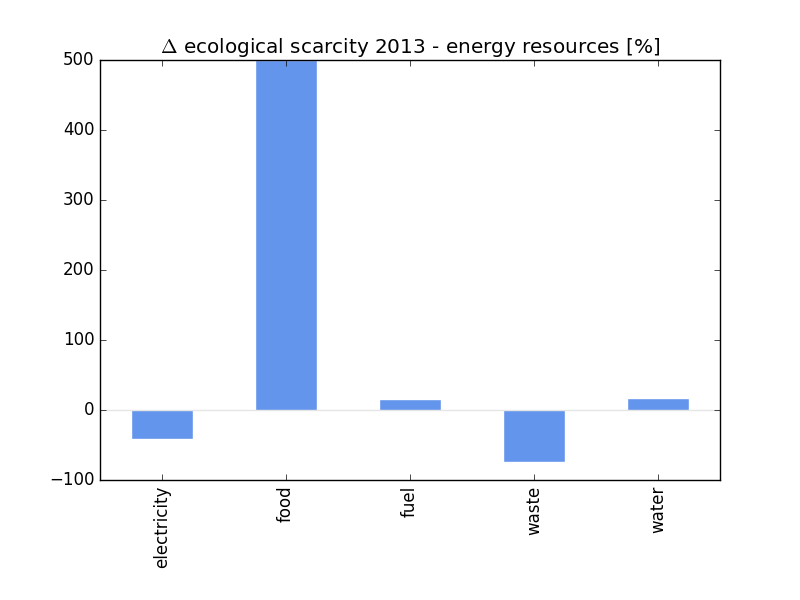 Δ ecological scarcity 2013 - energy resources [%]
500
400
300
200
100
0
−100
electricity
food
fuel
waste
water